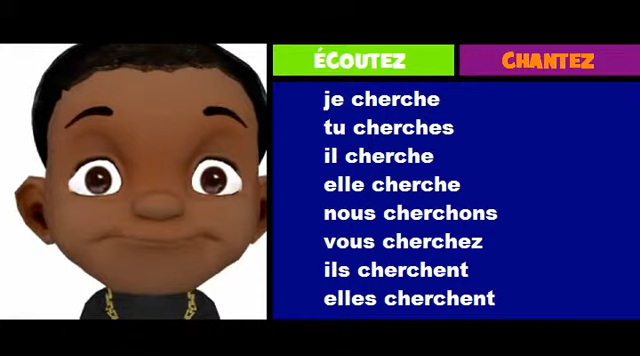 ÉCOUTEZ CHANTEZ
je cherche
tu cherches
il cherche
elle cherche
nous cherchons
vous cherchez
ils cherchent
elles cherchent